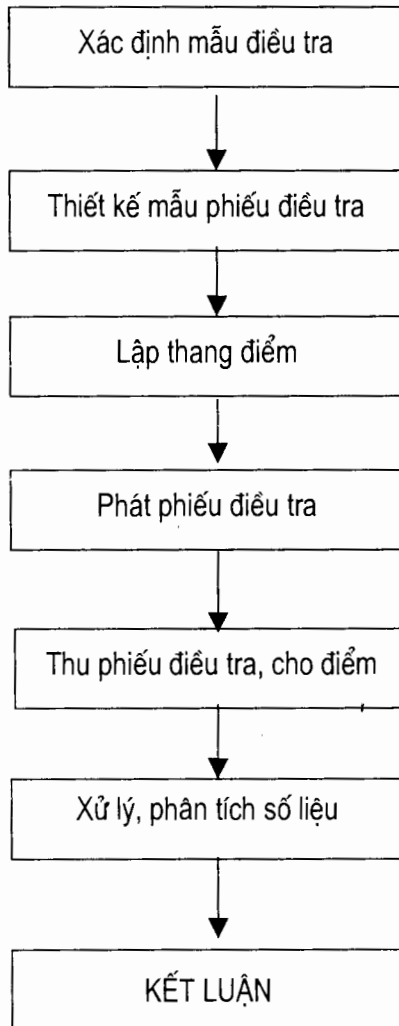 Xác định mẫu điều tra
Thiết kế mẫu phiếu điều tra
Lập thang điểm
Phát phiếu điều tra
Thu phiếu điều tra, cho điểm
Xử lý, phân tích số liệu
KẾT LUẬN